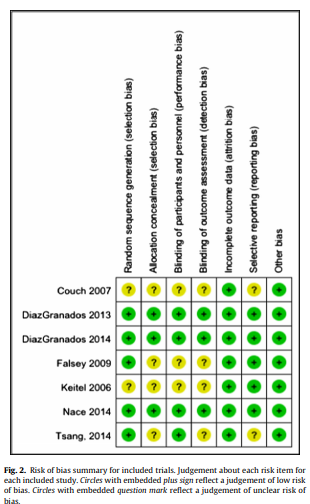 Random sequence generation (selection bias)
Allocation concealment (selection bias)
Blinding of participants and personnel (performance bias)
Blinding of outcome assessment (detection bias)
Incomplete outcome data (attrition bias)
Selective reporting (reporting bias)
Other bias
Couch 2007 ? ? ? ? + ? +
DiazGranados 2013 + + + + + + +
DiazGranados 2014 + + + + + + +
Falsey 2009 + ? ? ? + + +
Keitel 2006 ? ? ? ? + + +
Nace 2014 + + + + + + +
Tsang, 2014 + ? + ? + ? +
Fig. 2. Risk of bias summary for included trials. Judgement about each risk item for
each included study. Circles with embedded plus sign reflect a judgement of low risk
of bias. Circles with embedded question mark reflect a judgement of unclear risk of
bias.